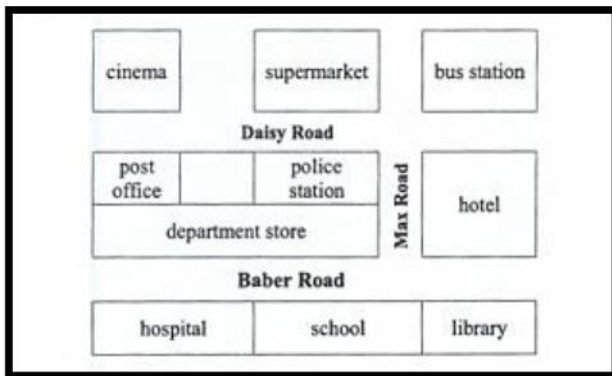 cinema
supermarket
bus station
Daisy Road
post
office
police
station
Max Road
hotel
department store
Baber Road
hospital
school
library